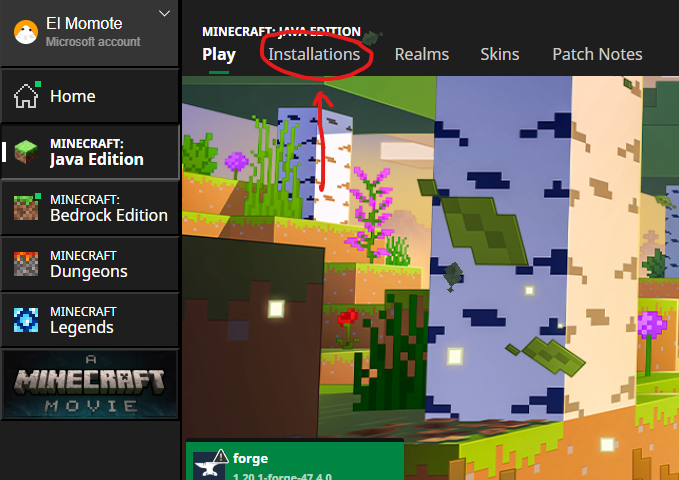 El Momote
Microsoft account
Home
MINECRAFT:
Java Edition
MINECRAFT:
Bedrock Edition
MINECRAFT
Dungeons
MINECRAFT
Legends
A
MINECRAFT
MOVIE
MINECRAFT: JAVA EDITION
Play Installations Realms Skins Patch Notes
forge
1.20.1-forge-47.4.0